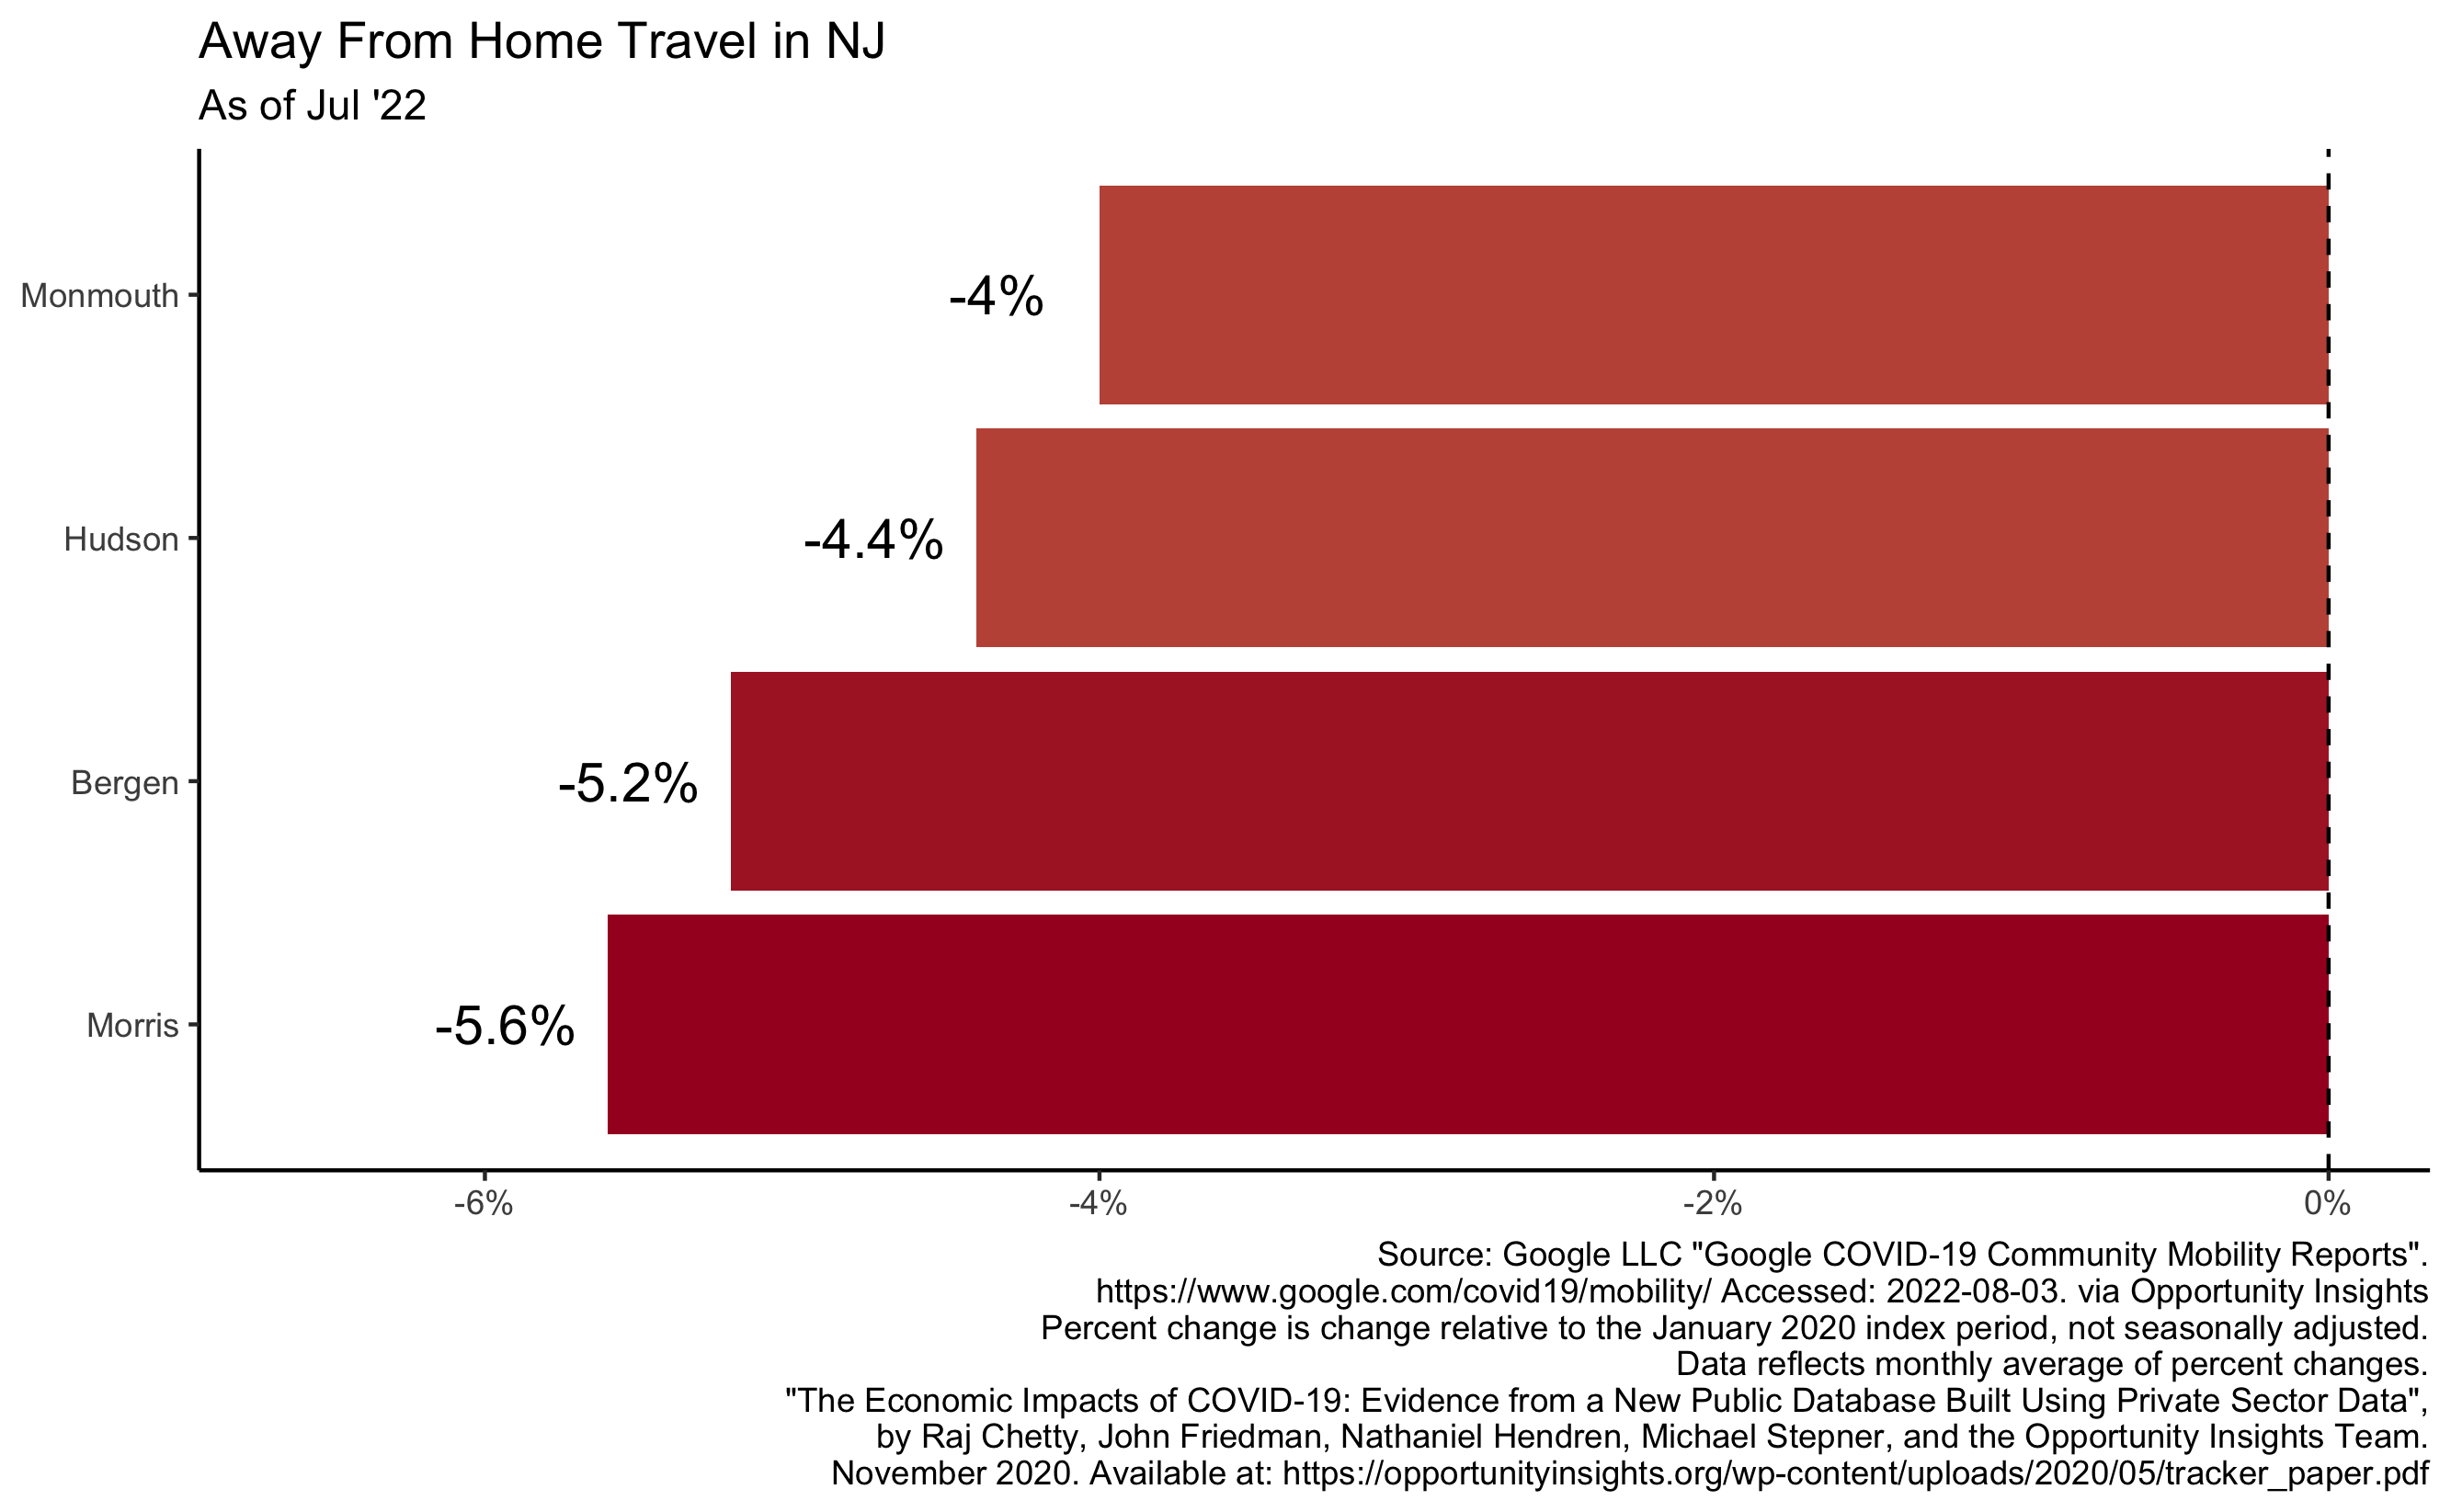 Away From Home Travel in NJ
As of Jul '22
Monmouth
-4%
Hudson
-4.4%
Bergen
-5.2%
Morris
-5.6%
-6% -4% -2% 0%
Source: Google LLC "Google COVID-19 Community Mobility Reports".
https://www.google.com/covid19/mobility/ Accessed: 2022-08-03. via Opportunity Insights
Percent change is change relative to the January 2020 index period, not seasonally adjusted.
Data reflects monthly average of percent changes.
"The Economic Impacts of COVID-19: Evidence from a New Public Database Built Using Private Sector Data",
by Raj Chetty, John Friedman, Nathaniel Hendren, Michael Stepner, and the Opportunity Insights Team.
November 2020. Available at: https://opportunityinsights.org/wp-content/uploads/2020/05/tracker_paper.pdf